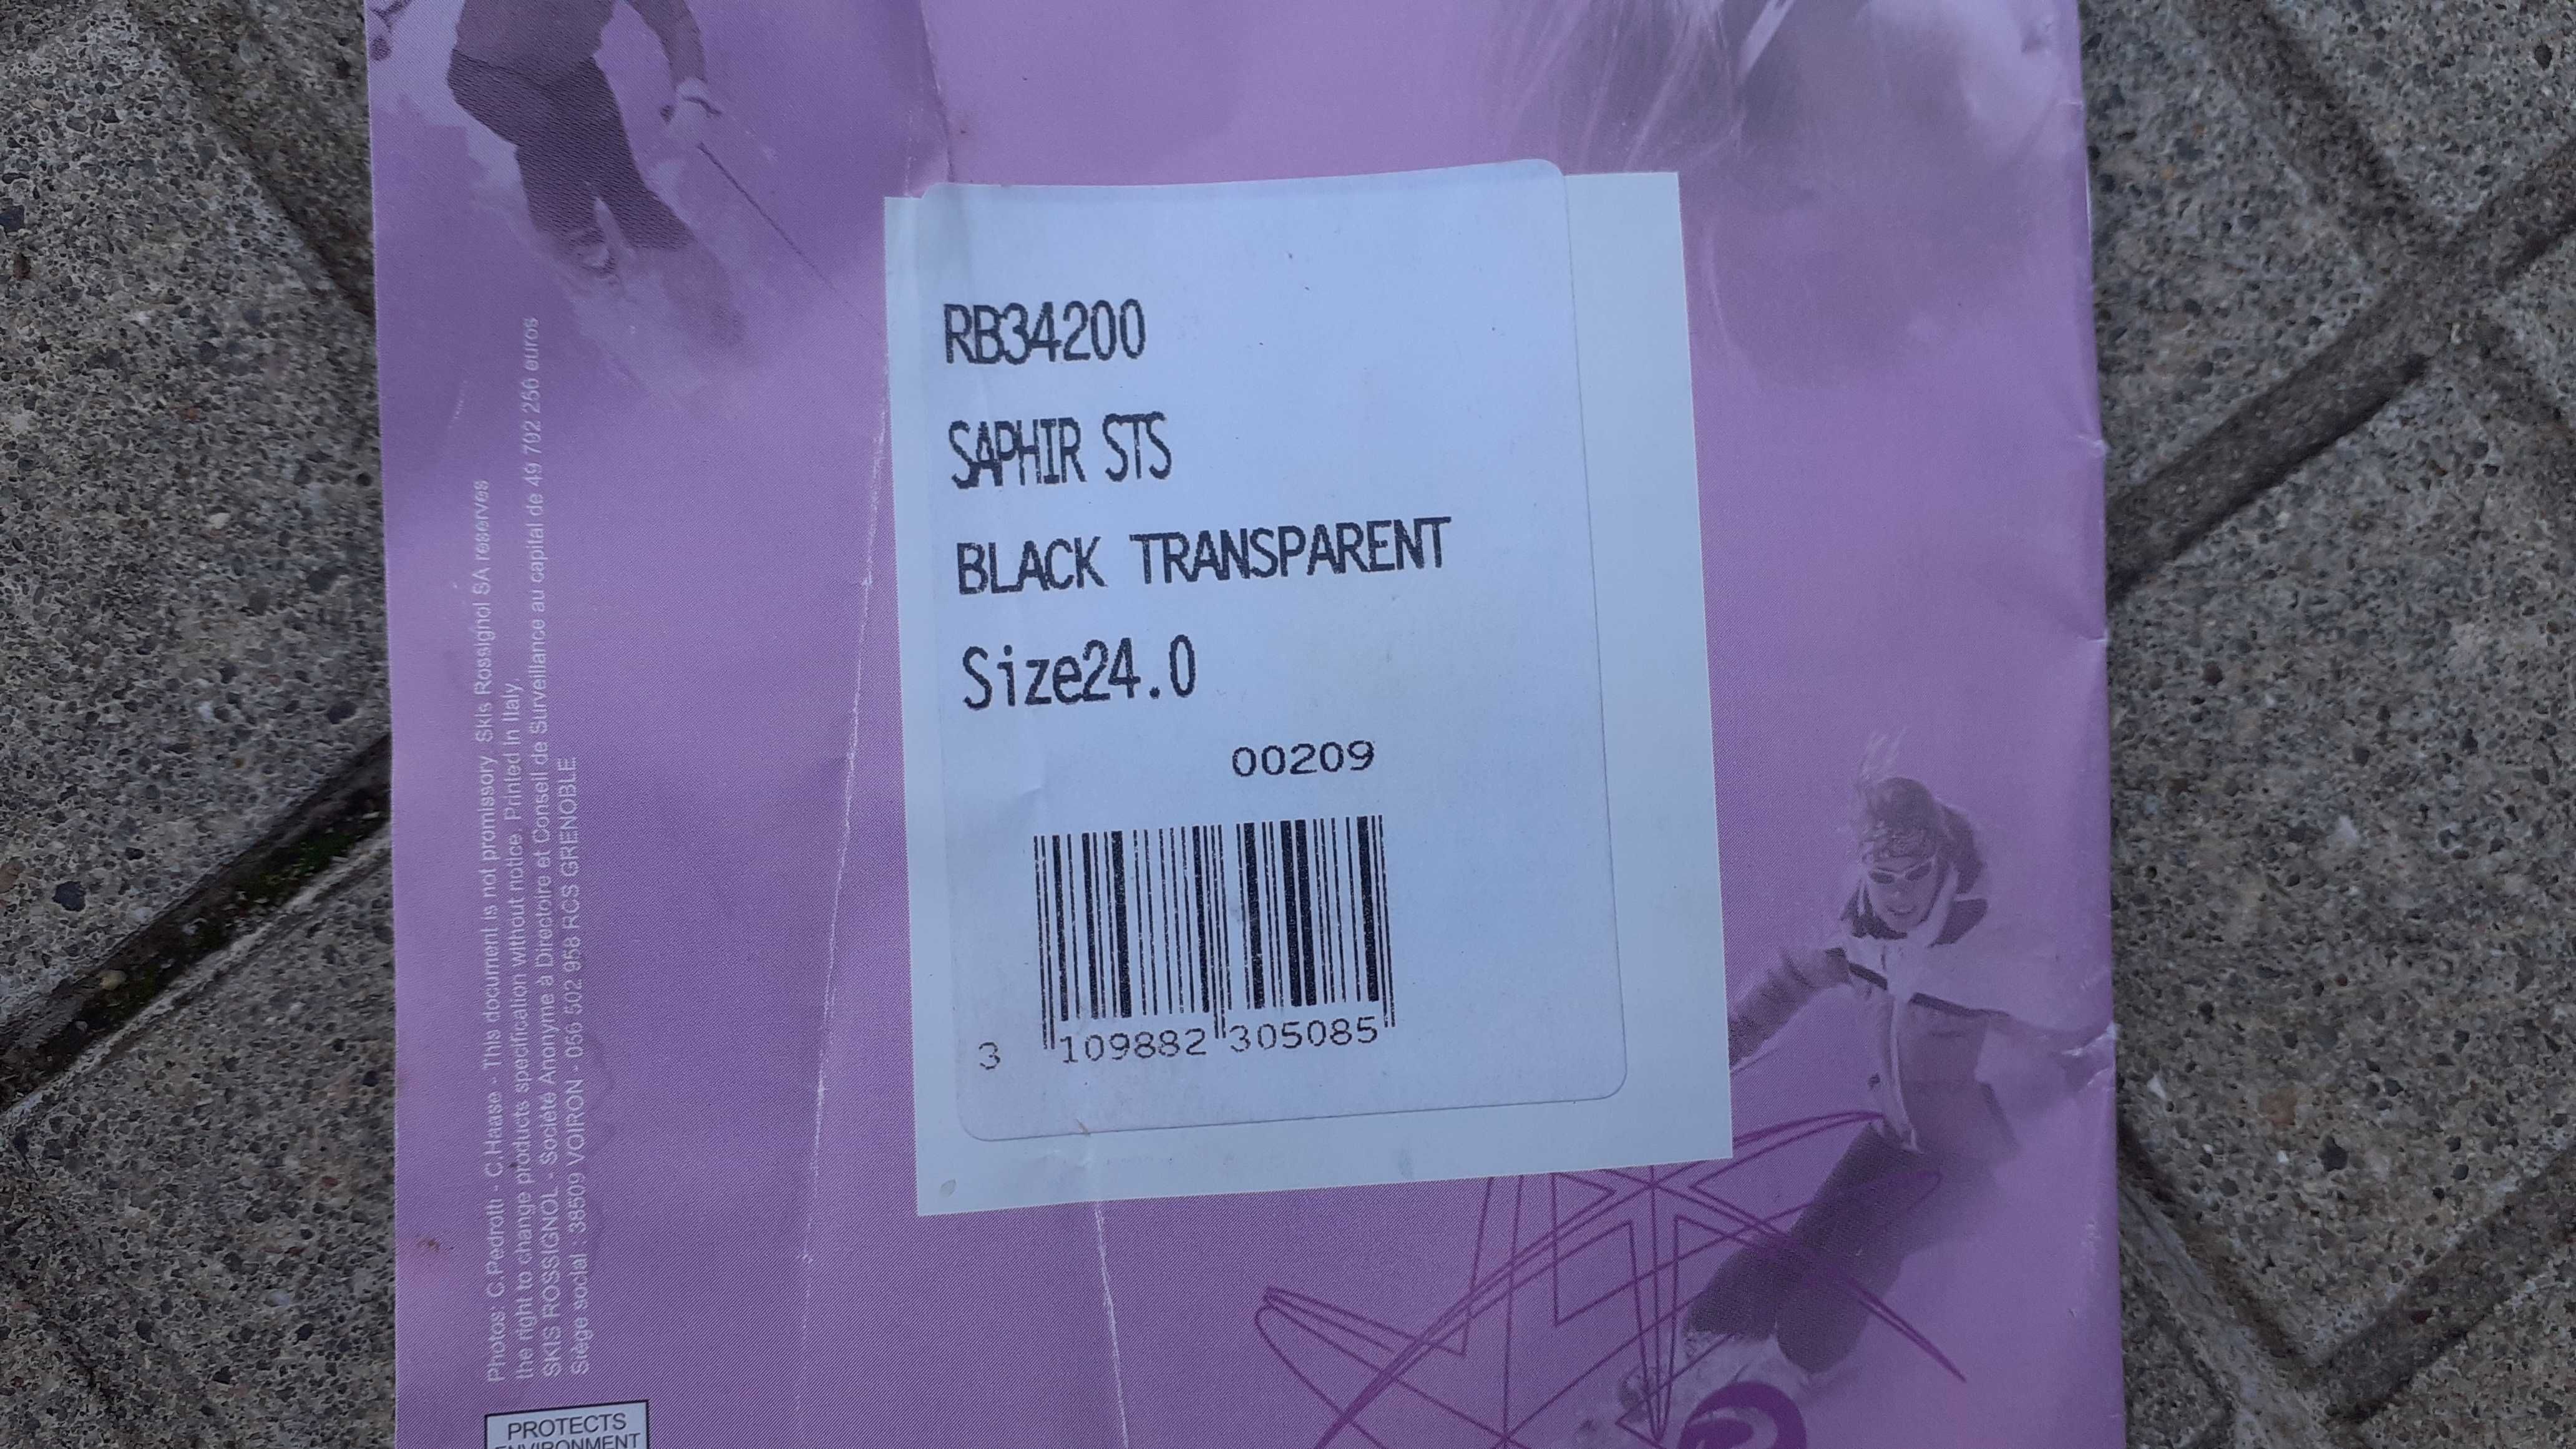 RB34200
SAPHIR STS
BLACK TRANSPARENT
Size24.0
00209
3 109882 305085
Photos: C.Pedrotti - C.Haase - This document is not promissory. Skis Rossignol SA reserves
the right to change products specification without notice. Printed in Italy.
SKIS ROSSIGNOL - Société Anonyme à Directoire et Conseil de Surveillance au capital de 49 702 256 euros
Siège social : 38509 VOIRON - 056 502 958 RCS GRENOBLE
PROTECTS
ENVIRONMENT